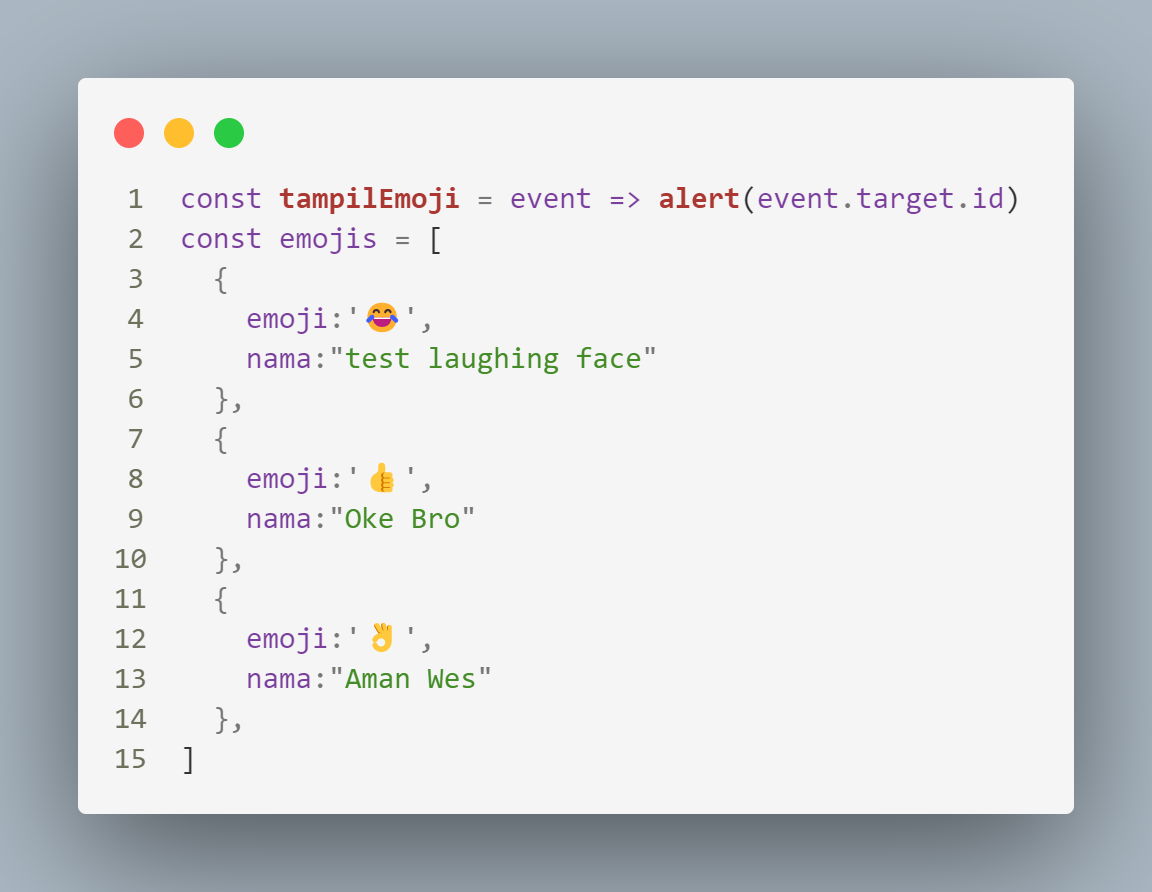 1 const tampilEmoji = event => alert(event.target.id)
2 const emojis = [
3   {
4     emoji:'😂',
5     nama:"test laughing face"
6   },
7   {
8     emoji:'👍',
9     nama:"Oke Bro"
10   },
11   {
12     emoji:'👌',
13     nama:"Aman Wes"
14   },
15 ]